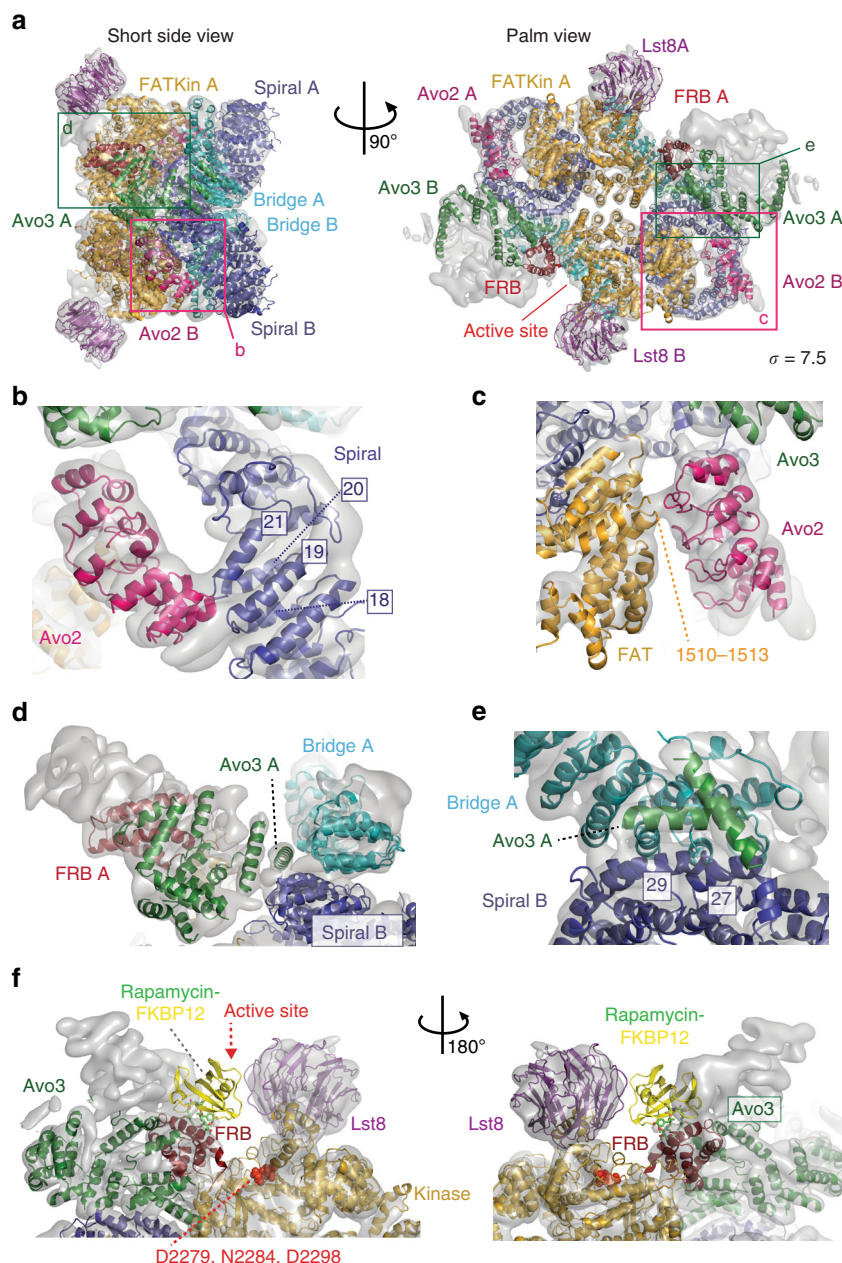 a
Short side view
Palm view
FATKin A
Spiral A
d
90°
Avo3 A
Bridge A
Bridge B
Avo2 B
b
Spiral B
Lst8A
FATKin A
Avo2 A
FRB A
e
Avo3 B
Avo3 A
FRB
Avo2 B
Active site
c
Lst8 B
σ = 7.5
b
Spiral
20
21
19
18
Avo2
c
Avo3
Avo2
FAT
1510–1513
d
Bridge A
Avo3 A
FRB A
Spiral B
e
Bridge A
Avo3 A
29
27
Spiral B
f
Rapamycin-
FKBP12
Active site
Avo3
FRB
Lst8
Kinase
D2279. N2284. D2298
180°
Rapamycin-
FKBP12
Lst8
Avo3
FRB